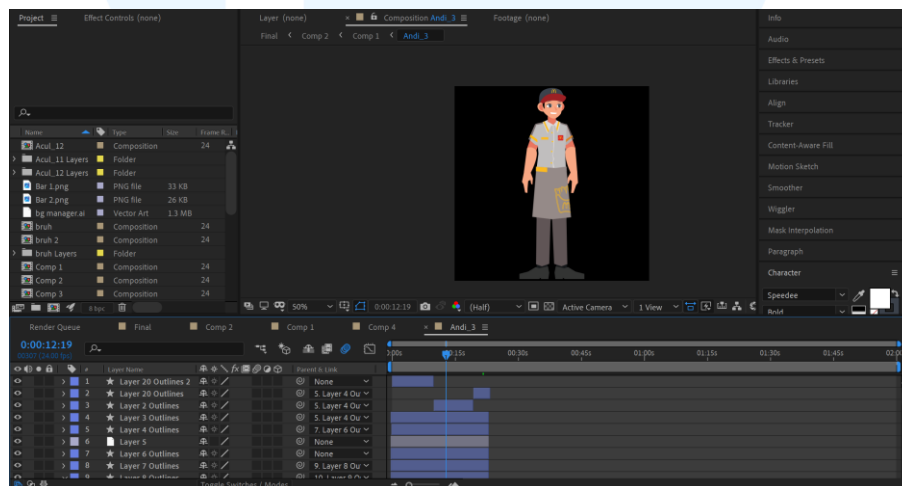 Project
Effect Controls (none)
Layer (none)
Composition Andi_3
Footage (none)
Final
Comp 2
Comp 1
Andi_3
Name
Type
Size
Frame R..
Acul_12
Composition
24
Acul_11 Layers
Folder
Acul_12 Layers
Folder
Bar 1.png
PNG file
33 KB
Bar 2.png
PNG file
26 KB
bg manager.ai
Vector Art
1.3 MB
bruh
Composition
24
bruh 2
Composition
24
bruh Layers
Folder
Comp 1
Composition
24
Comp 2
Composition
24
Comp 3
Composition
24
8 bpc
50%
0:00:12:19
(Half)
Active Camera
1 View
Info
Audio
Effects & Presets
Libraries
Align
Tracker
Content-Aware Fill
Motion Sketch
Smoother
Wiggler
Mask Interpolation
Paragraph
Character
Speedee
Bold
Render Queue
Final
Comp 2
Comp 1
Comp 4
Andi_3
0:00:12:19
00307 (24.00 fps)
0:15s
00:30s
00:45s
01:00s
01:15s
01:30s
01:45s
#
Layer Name
Parent & Link
1
Layer 20 Outlines 2
None
2
Layer 20 Outlines
5. Layer 4 Ou
3
Layer 2 Outlines
5. Layer 4 Ou
4
Layer 3 Outlines
5. Layer 4 Ou
5
Layer 4 Outlines
7. Layer 6 Ou
6
Layer 5
None
7
Layer 6 Outlines
None
8
Layer 7 Outlines
9. Layer 8 Ou
9
Layer 8 Outlines
Toggle Switches / Modes